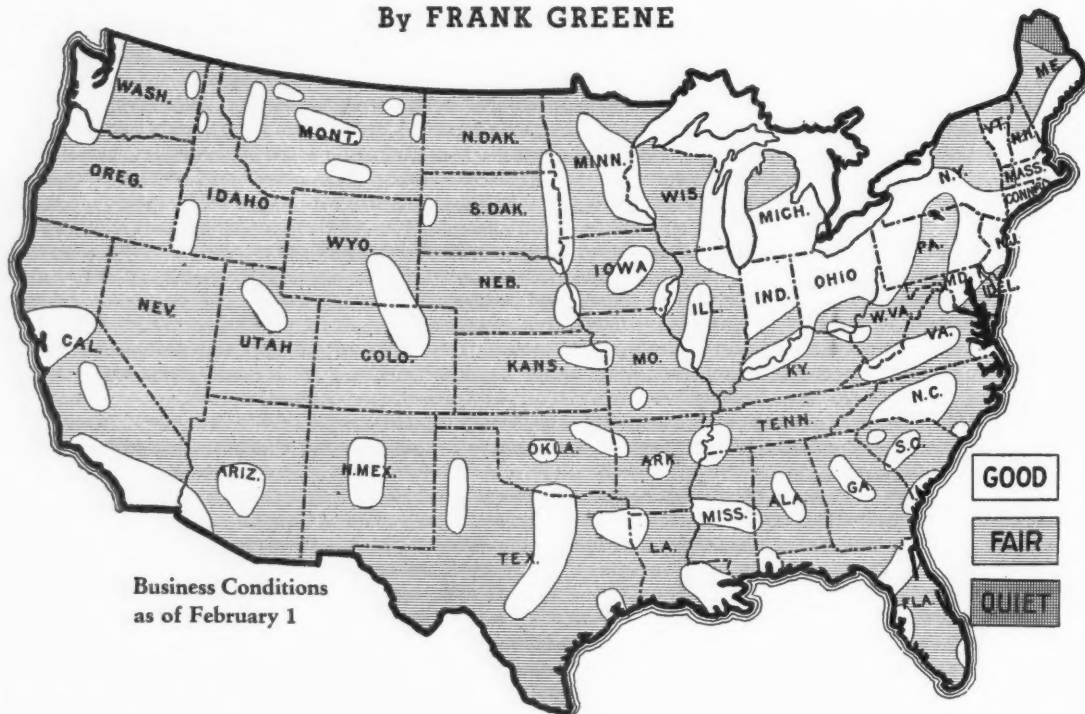 By FRANK GREENE
WASH.
MONT.
N.DAK.
MINN.
ME.
VT.
N.H.
OREG.
IDAHO
S.DAK.
WIS.
MICH.
N.Y.
MASS.
CONN.
WYO.
IOWA
PA.
N.J.
NEV.
NEB.
ILL.
IND.
OHIO
MD.
DEL.
CAL.
UTAH
COLO.
KANS.
MO.
KY.
W.VA.
VA.
ARIZ.
N.MEX.
OKLA.
ARK
TENN.
N.C.
S.C.
TEX.
LA.
MISS.
ALA.
GA.
FLA.
GOOD
FAIR
QUIET
Business Conditions
as of February 1